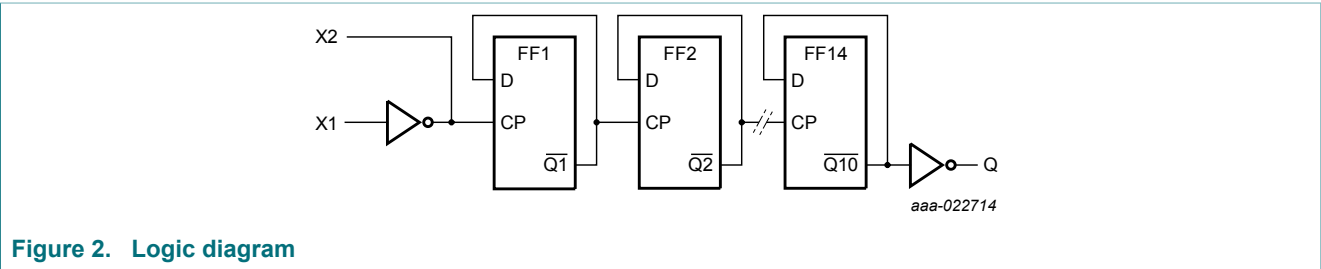 X2
FF1
FF2
FF14
D
D
D
X1
CP
CP
CP
Q1
Q2
Q10
Q
aaa-022714
Figure 2. Logic diagram